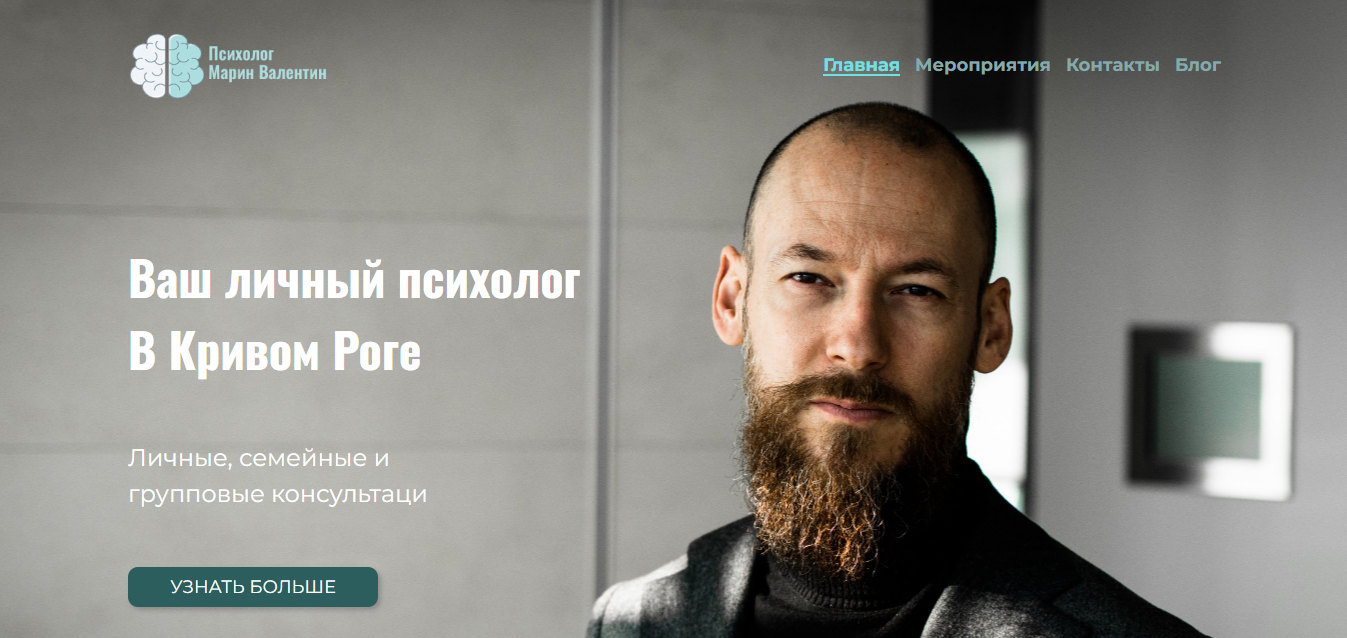 Психолог
Марин Валентин
Главная Мероприятия Контакты Блог
Ваш личный психолог
В Кривом Роге
Личные, семейные и
групповые консультаци
УЗНАТЬ БОЛЬШЕ